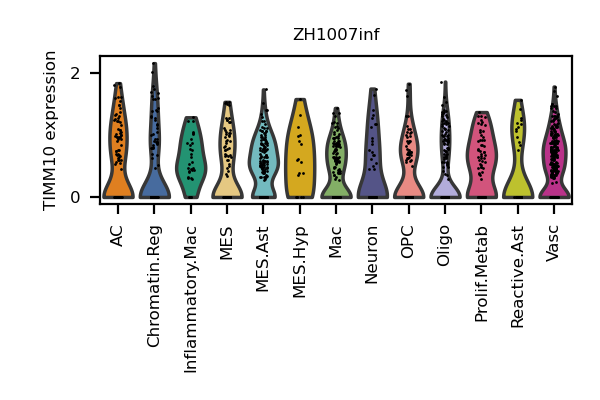 ZH1007inf
TIMM10 expression
2
0
AC
Chromatin.Reg
Inflammatory.Mac
MES
MES.Ast
MES.Hyp
Mac
Neuron
OPC
Oligo
Prolif.Metab
Reactive.Ast
Vasc